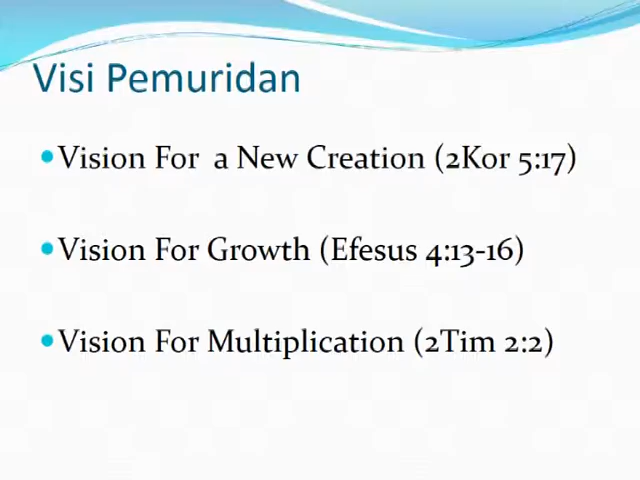 Visi Pemuridan
Vision For a New Creation (2Kor 5:17)
Vision For Growth (Efesus 4:13-16)
Vision For Multiplication (2Tim 2:2)